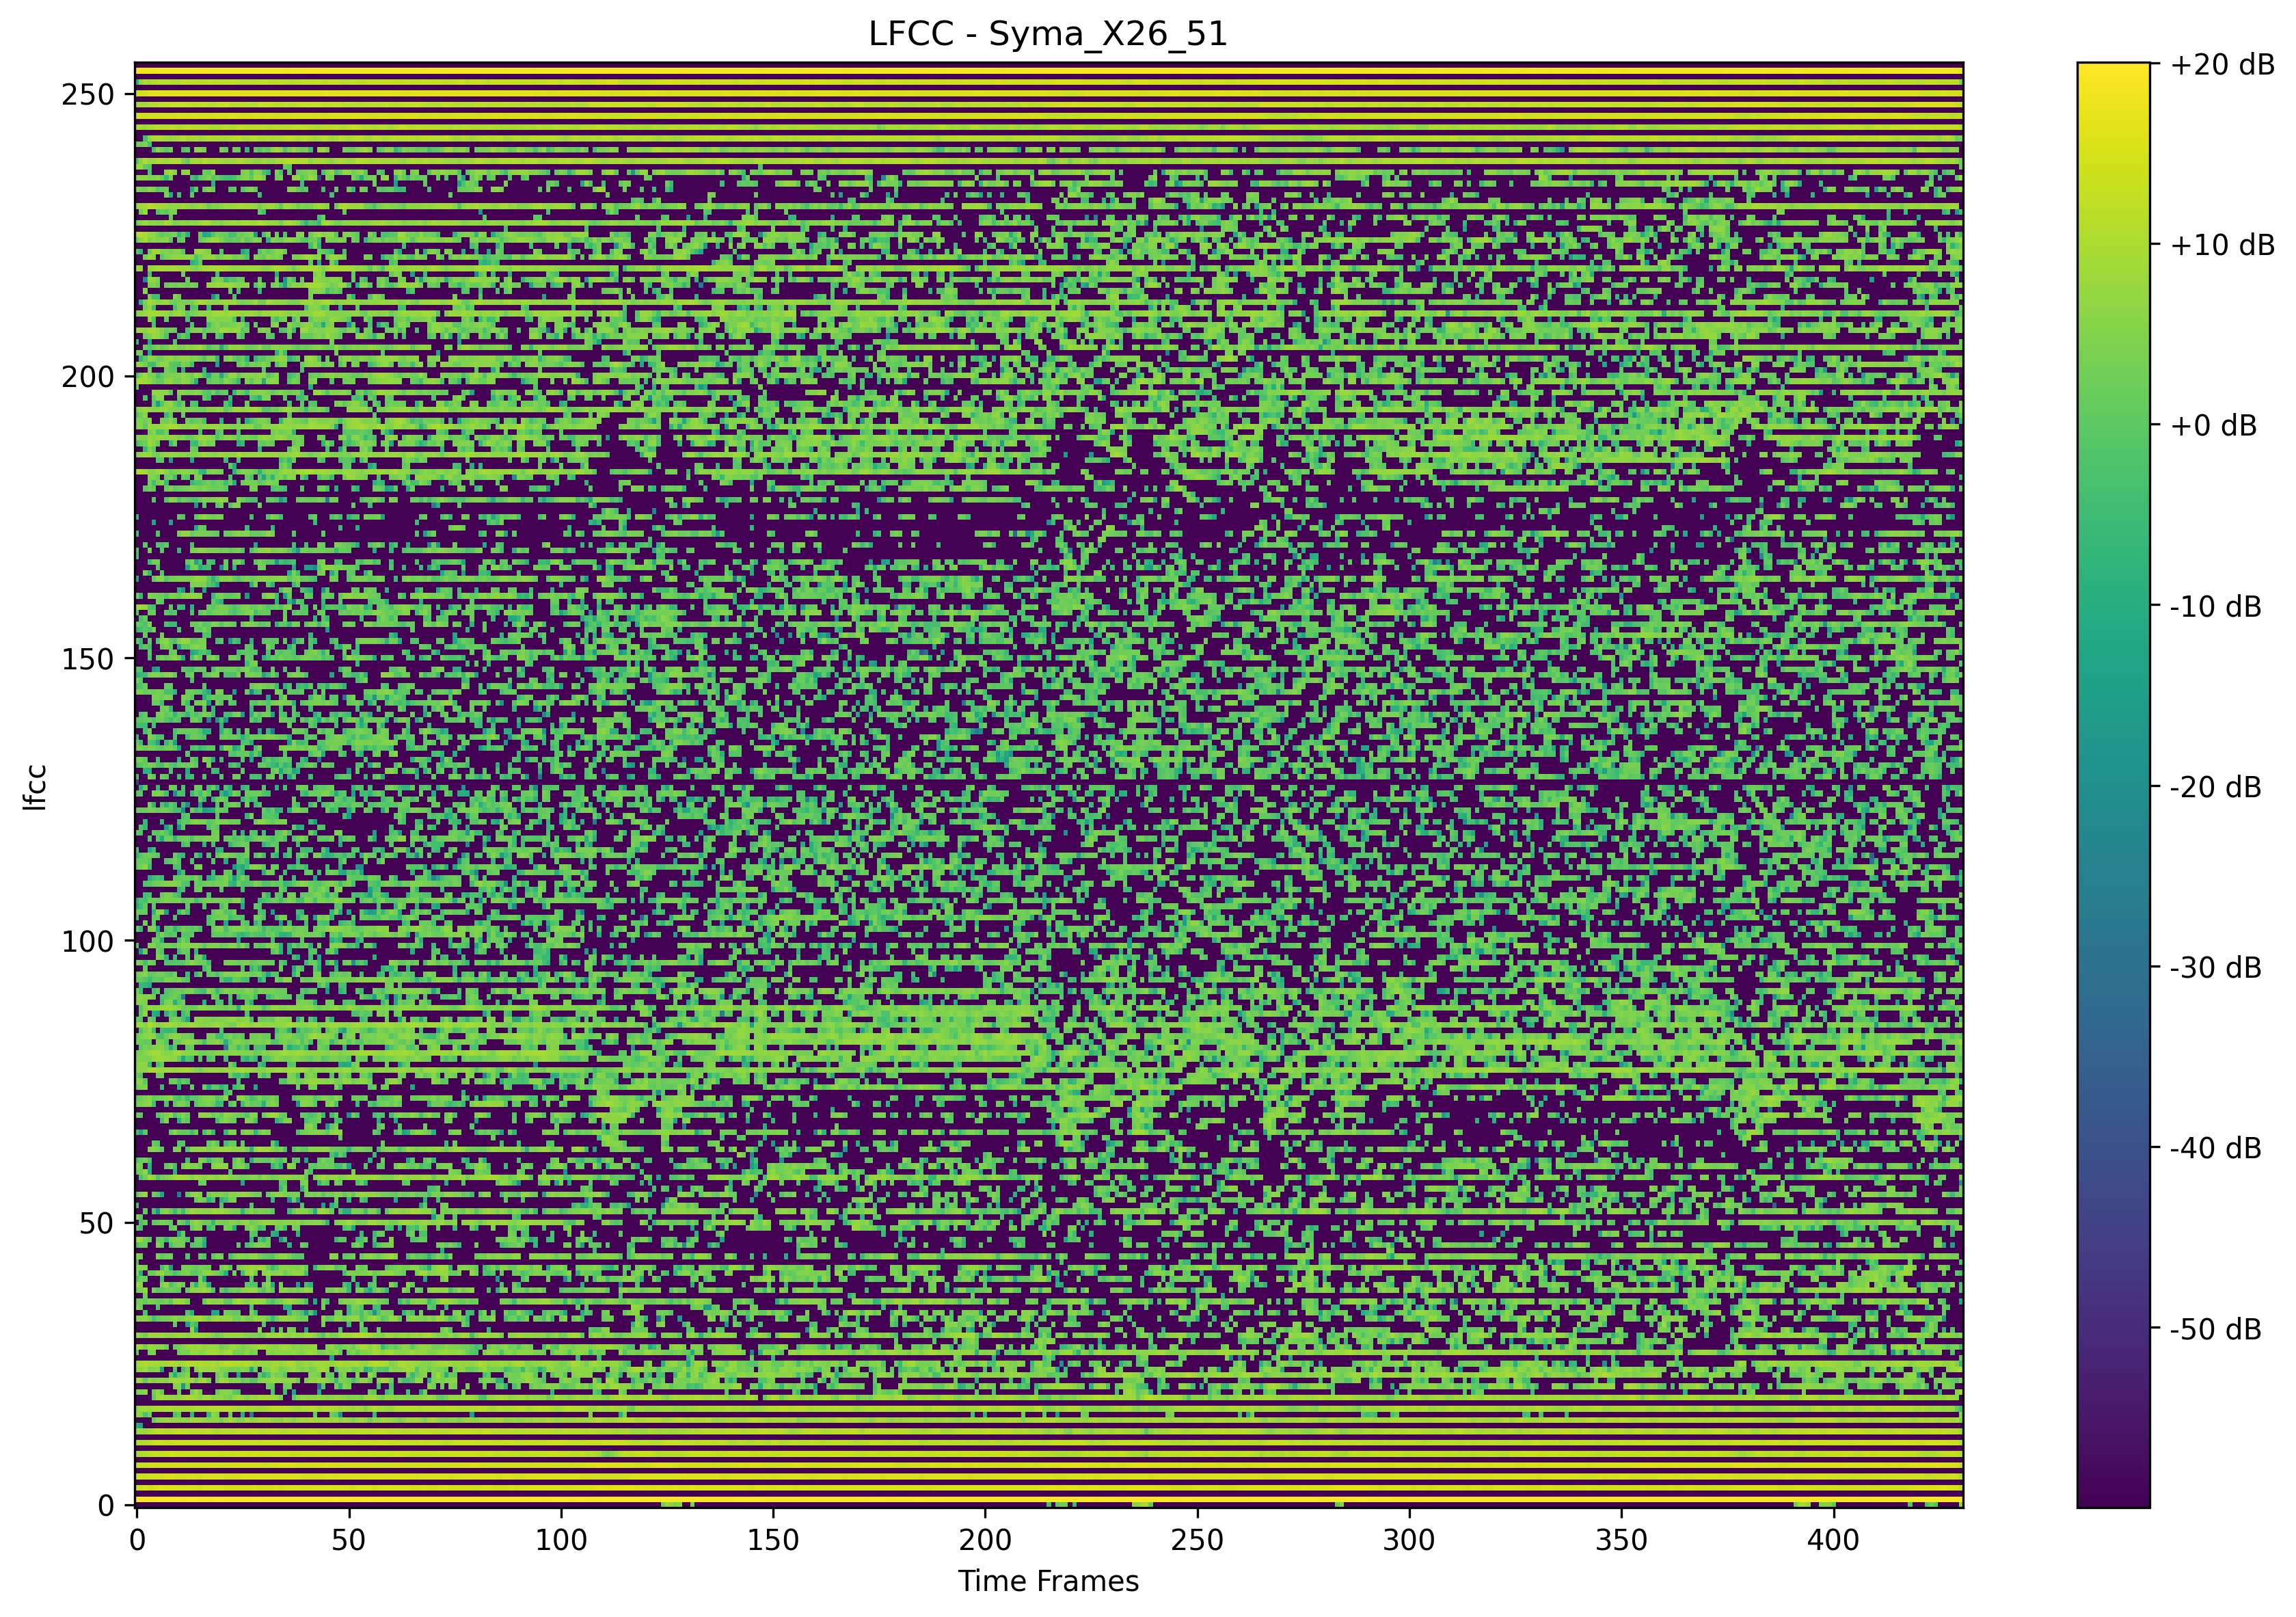 LFCC - Syma_X26_51
lfcc
250
200
150
100
50
0
0 50 100 150 200 250 300 350 400
Time Frames
+20 dB
+10 dB
+0 dB
-10 dB
-20 dB
-30 dB
-40 dB
-50 dB